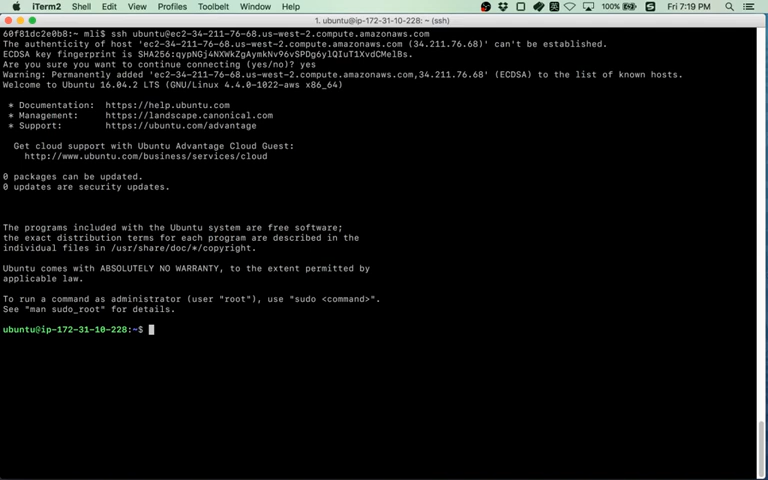 iTerm2 Shell Edit View Profiles Toolbelt Window Help 100% Fri 7:19 PM
1. ubuntu@ip-172-31-10-228: ~ (ssh)
60f81dc2e0b8:~ mli$ ssh ubuntu@ec2-34-211-76-68.us-west-2.compute.amazonaws.com
The authenticity of host 'ec2-34-211-76-68.us-west-2.compute.amazonaws.com (34.211.76.68)' can't be established.
ECDSA key fingerprint is SHA256:qypNGj4NXWkZgAymkNv96vSPDg6ylQIuT1XvdCMelBs.
Are you sure you want to continue connecting (yes/no)? yes
Warning: Permanently added 'ec2-34-211-76-68.us-west-2.compute.amazonaws.com,34.211.76.68' (ECDSA) to the list of known hosts.
Welcome to Ubuntu 16.04.2 LTS (GNU/Linux 4.4.0-1022-aws x86_64)
* Documentation: https://help.ubuntu.com
* Management: https://landscape.canonical.com
* Support: https://ubuntu.com/advantage
Get cloud support with Ubuntu Advantage Cloud Guest:
http://www.ubuntu.com/business/services/cloud
0 packages can be updated.
0 updates are security updates.
The programs included with the Ubuntu system are free software;
the exact distribution terms for each program are described in the
individual files in /usr/share/doc/*/copyright.
Ubuntu comes with ABSOLUTELY NO WARRANTY, to the extent permitted by
applicable law.
To run a command as administrator (user "root"), use "sudo <command>".
See "man sudo_root" for details.
ubuntu@ip-172-31-10-228:~$